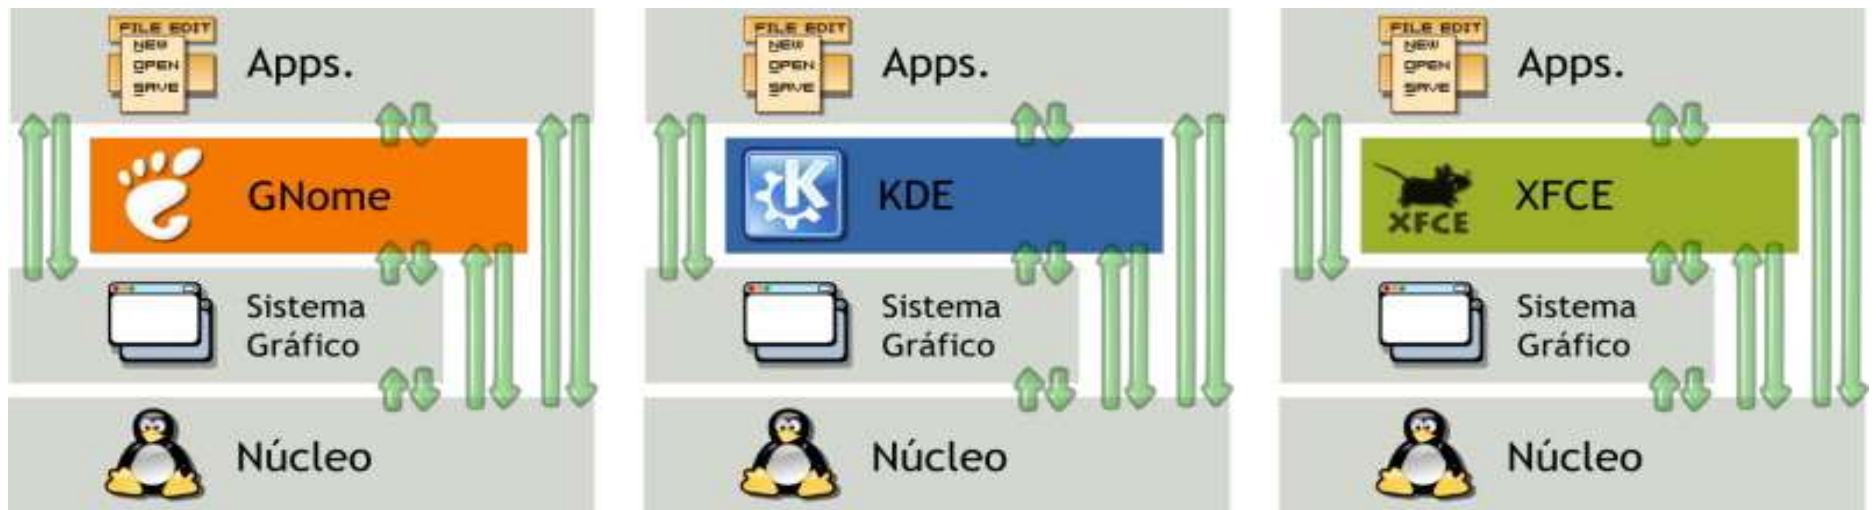 FILE EDIT
NEW
OPEN
SAVE
Apps.
GNome
Sistema
Gráfico
Núcleo
FILE EDIT
NEW
OPEN
SAVE
Apps.
K
KDE
Sistema
Gráfico
Núcleo
FILE EDIT
NEW
OPEN
SAVE
Apps.
XFCE
XFCE
Sistema
Gráfico
Núcleo